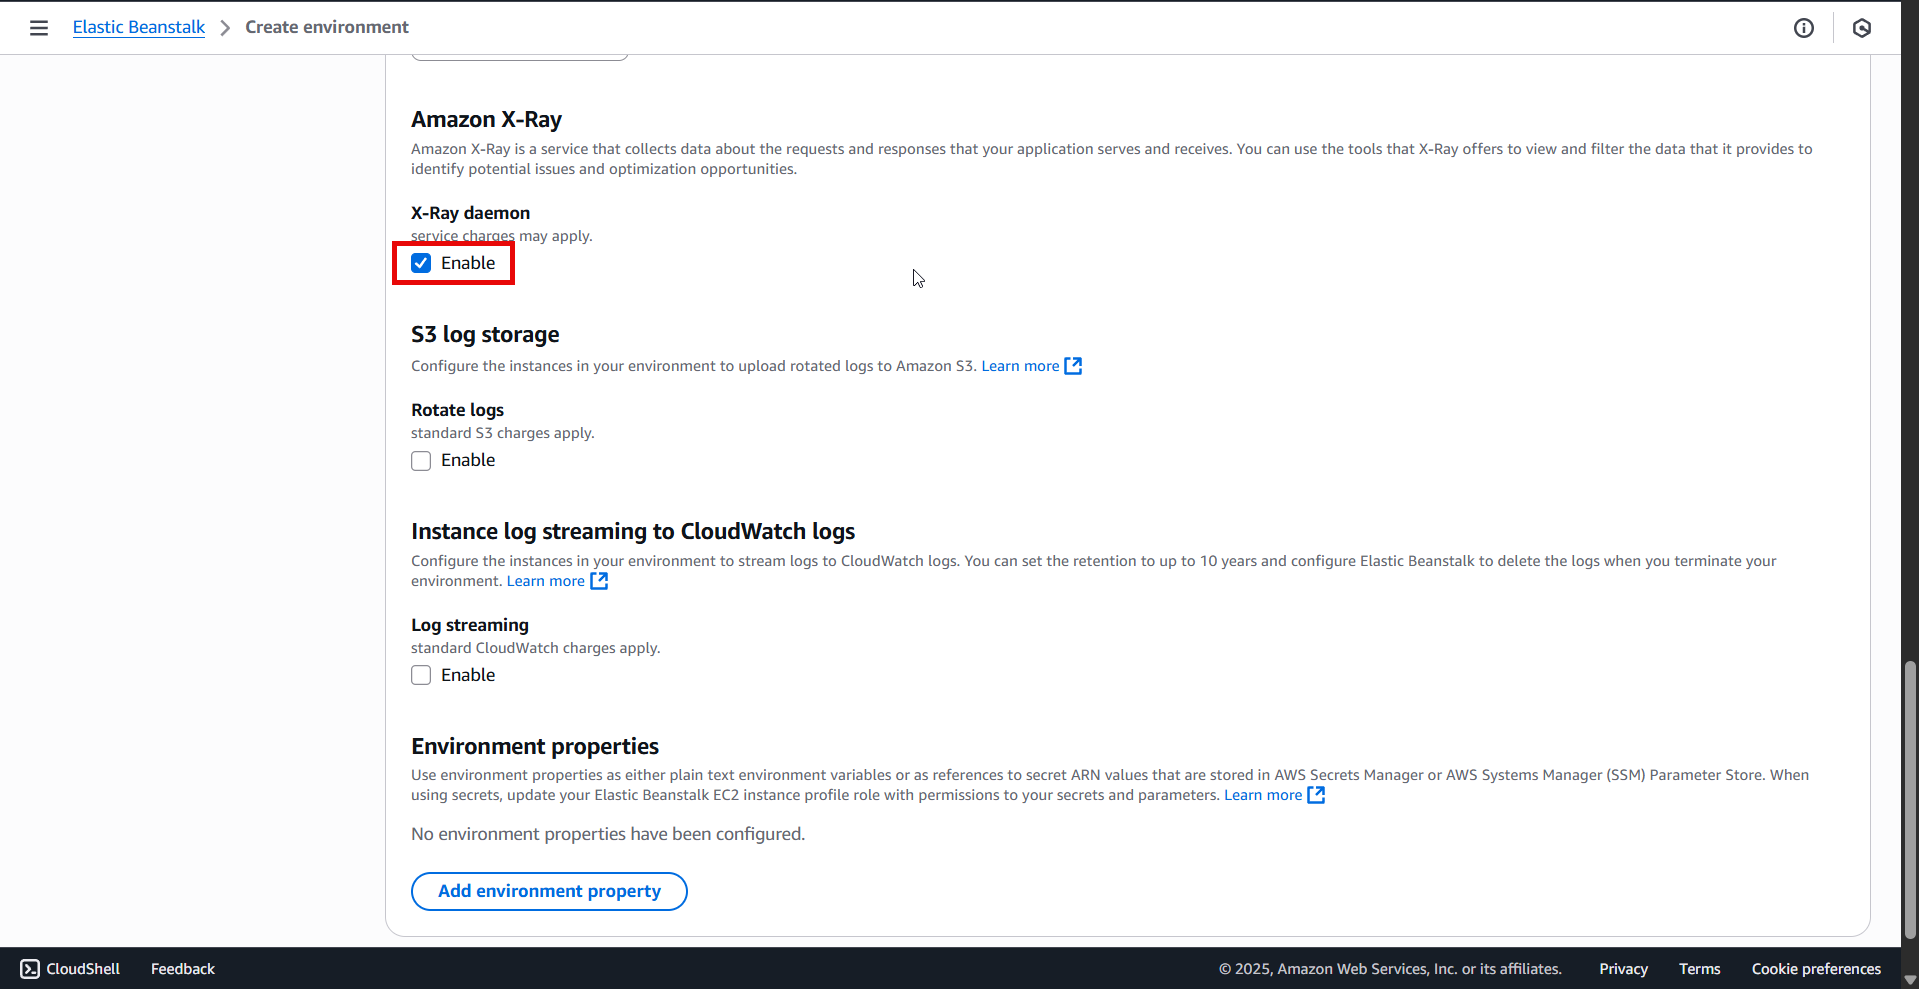 Elastic Beanstalk > Create environment
Amazon X-Ray
Amazon X-Ray is a service that collects data about the requests and responses that your application serves and receives. You can use the tools that X-Ray offers to view and filter the data that it provides to
identify potential issues and optimization opportunities.
X-Ray daemon
service charges may apply.
Enable
S3 log storage
Configure the instances in your environment to upload rotated logs to Amazon S3. Learn more
Rotate logs
standard S3 charges apply.
Enable
Instance log streaming to CloudWatch logs
Configure the instances in your environment to stream logs to CloudWatch logs. You can set the retention to up to 10 years and configure Elastic Beanstalk to delete the logs when you terminate your
environment. Learn more
Log streaming
standard CloudWatch charges apply.
Enable
Environment properties
Use environment properties as either plain text environment variables or as references to secret ARN values that are stored in AWS Secrets Manager or AWS Systems Manager (SSM) Parameter Store. When
using secrets, update your Elastic Beanstalk EC2 instance profile role with permissions to your secrets and parameters. Learn more
No environment properties have been configured.
Add environment property
CloudShell Feedback © 2025, Amazon Web Services, Inc. or its affiliates. Privacy Terms Cookie preferences